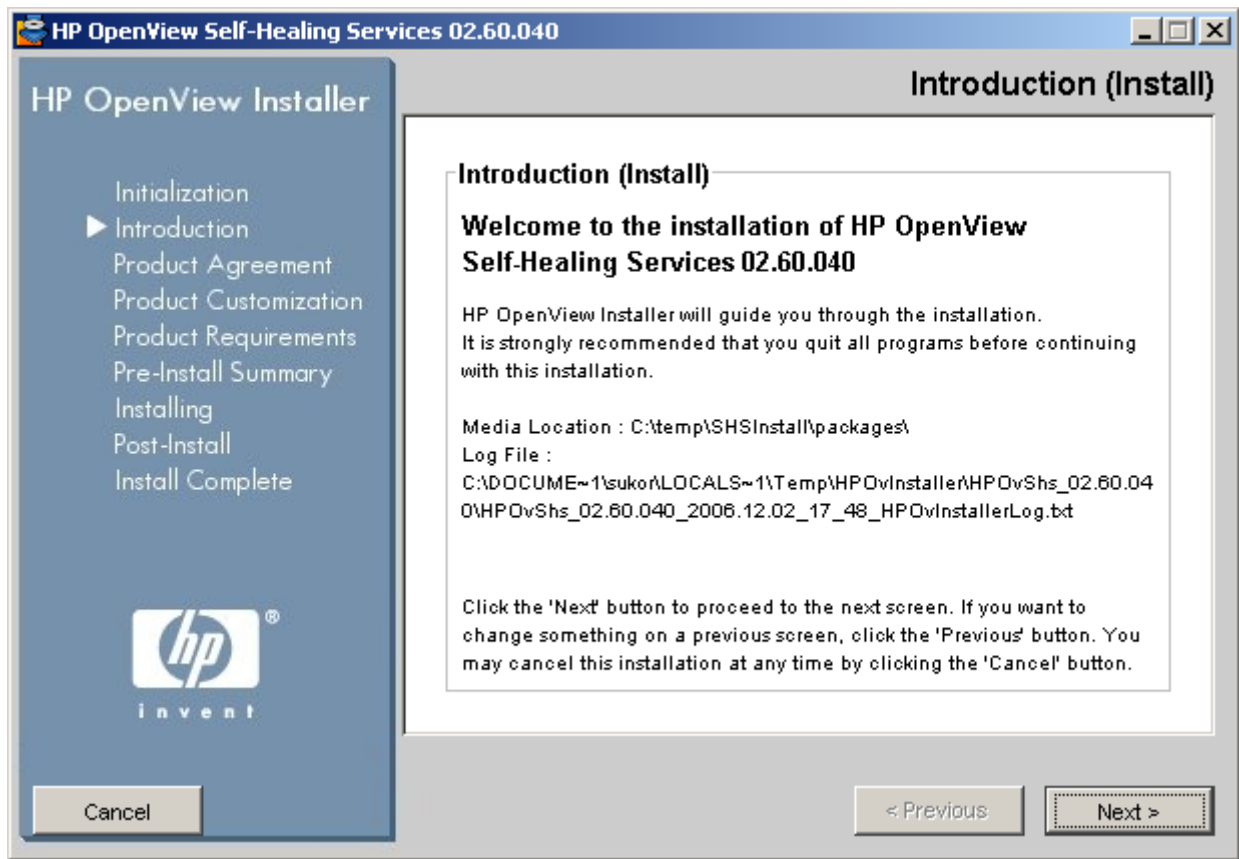 HP OpenView Self-Healing Services 02.60.040
HP OpenView Installer
Initialization
Introduction
Product Agreement
Product Customization
Product Requirements
Pre-Install Summary
Installing
Post-Install
Install Complete
hp
®
invent
Cancel
Introduction (Install)
Introduction (Install)
Welcome to the installation of HP OpenView
Self-Healing Services 02.60.040
HP OpenView Installer will guide you through the installation.
It is strongly recommended that you quit all programs before continuing
with this installation.
Media Location : C:\temp\SHSInstall\packages\
Log File :
C:\DOCUME~1\sukor\LOCALS~1\Temp\HPOvInstaller\HPOvShs_02.60.04
0\HPOvShs_02.60.040_2006.12.02_17_48_HPOvInstallerLog.txt
Click the 'Next' button to proceed to the next screen. If you want to
change something on a previous screen, click the 'Previous' button. You
may cancel this installation at any time by clicking the 'Cancel' button.
< Previous
Next >